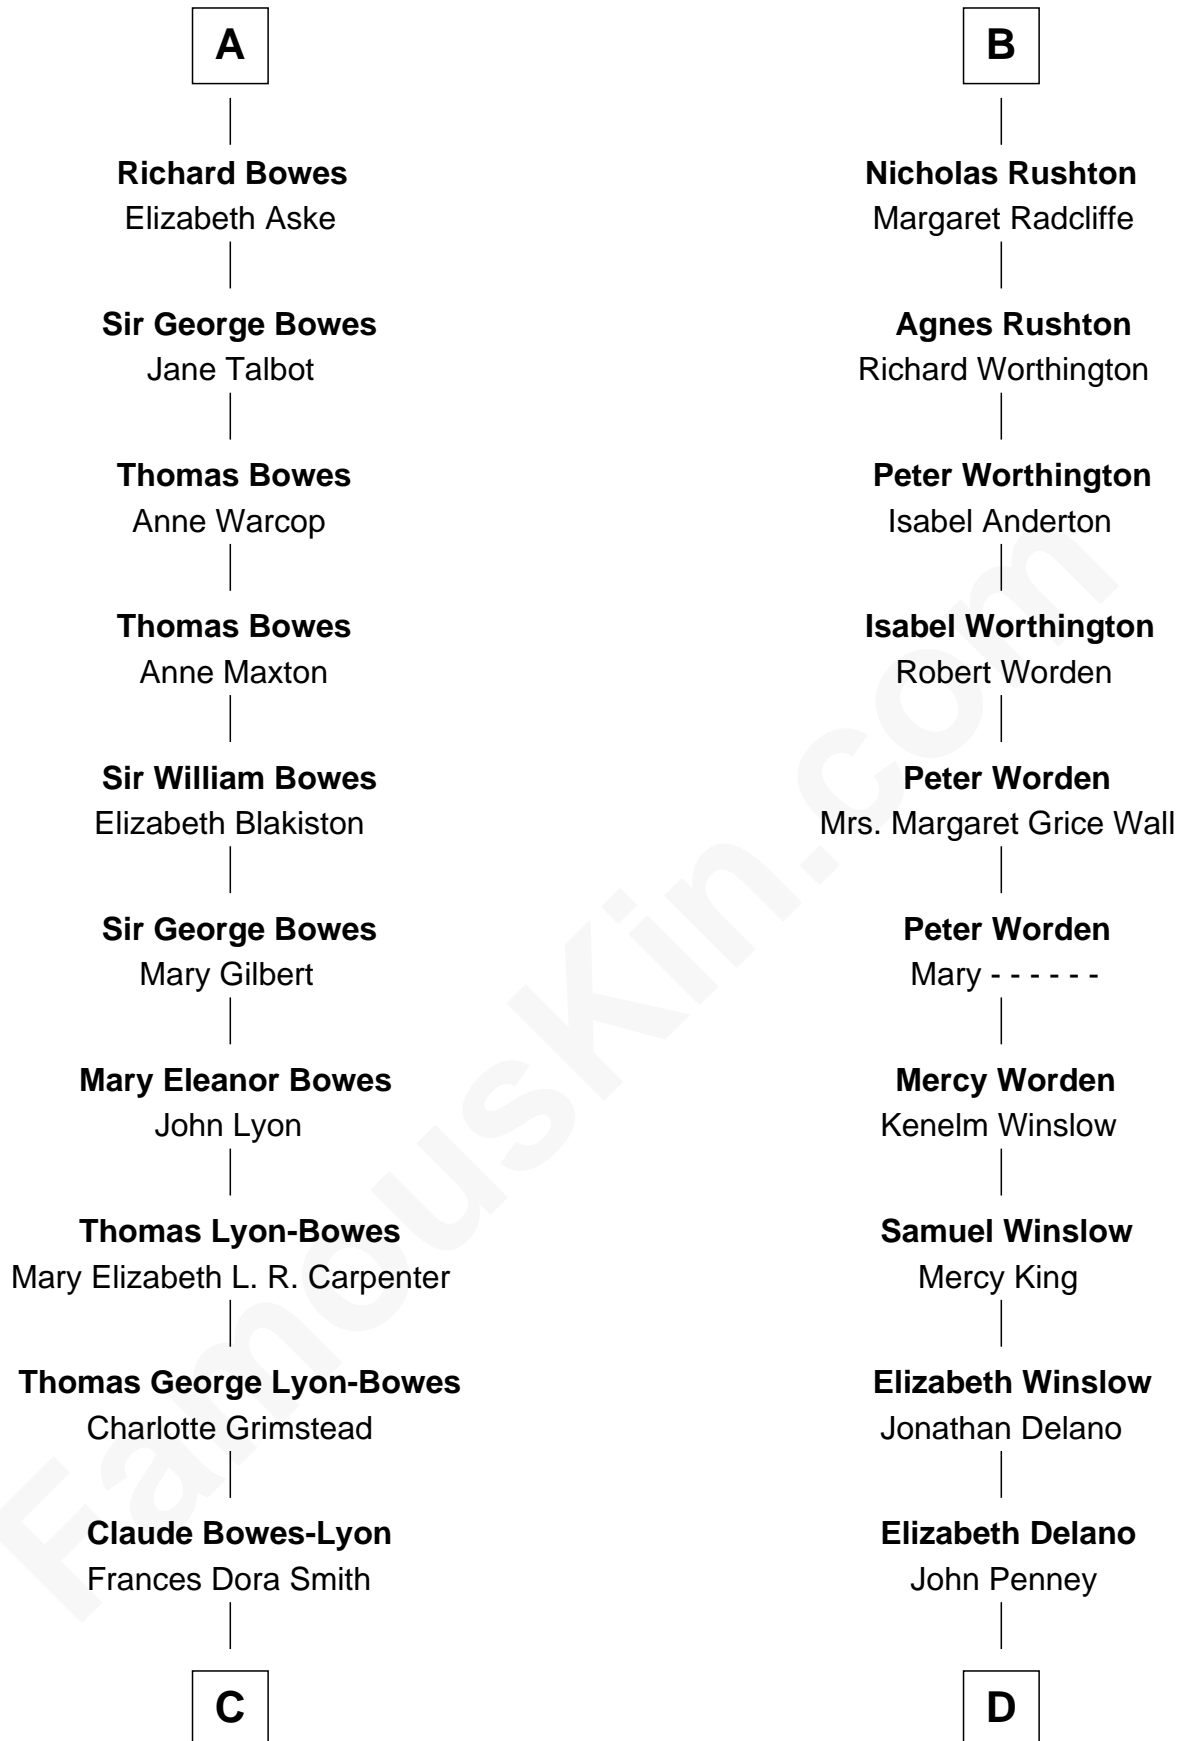 A
Richard Bowes
Elizabeth Aske
Sir George Bowes
Jane Talbot
Thomas Bowes
Anne Warcop
Thomas Bowes
Anne Maxton
Sir William Bowes
Elizabeth Blakiston
Sir George Bowes
Mary Gilbert
Mary Eleanor Bowes
John Lyon
Thomas Lyon-Bowes
Mary Elizabeth L. R. Carpenter
Thomas George Lyon-Bowes
Charlotte Grimstead
Claude Bowes-Lyon
Frances Dora Smith
C
B
Nicholas Rushton
Margaret Radcliffe
Agnes Rushton
Richard Worthington
Peter Worthington
Isabel Anderton
Isabel Worthington
Robert Worden
Peter Worden
Mrs. Margaret Grice Wall
Peter Worden
Mary - - - - - -
Mercy Worden
Kenelm Winslow
Samuel Winslow
Mercy King
Elizabeth Winslow
Jonathan Delano
Elizabeth Delano
John Penney
D
FamousKin.com